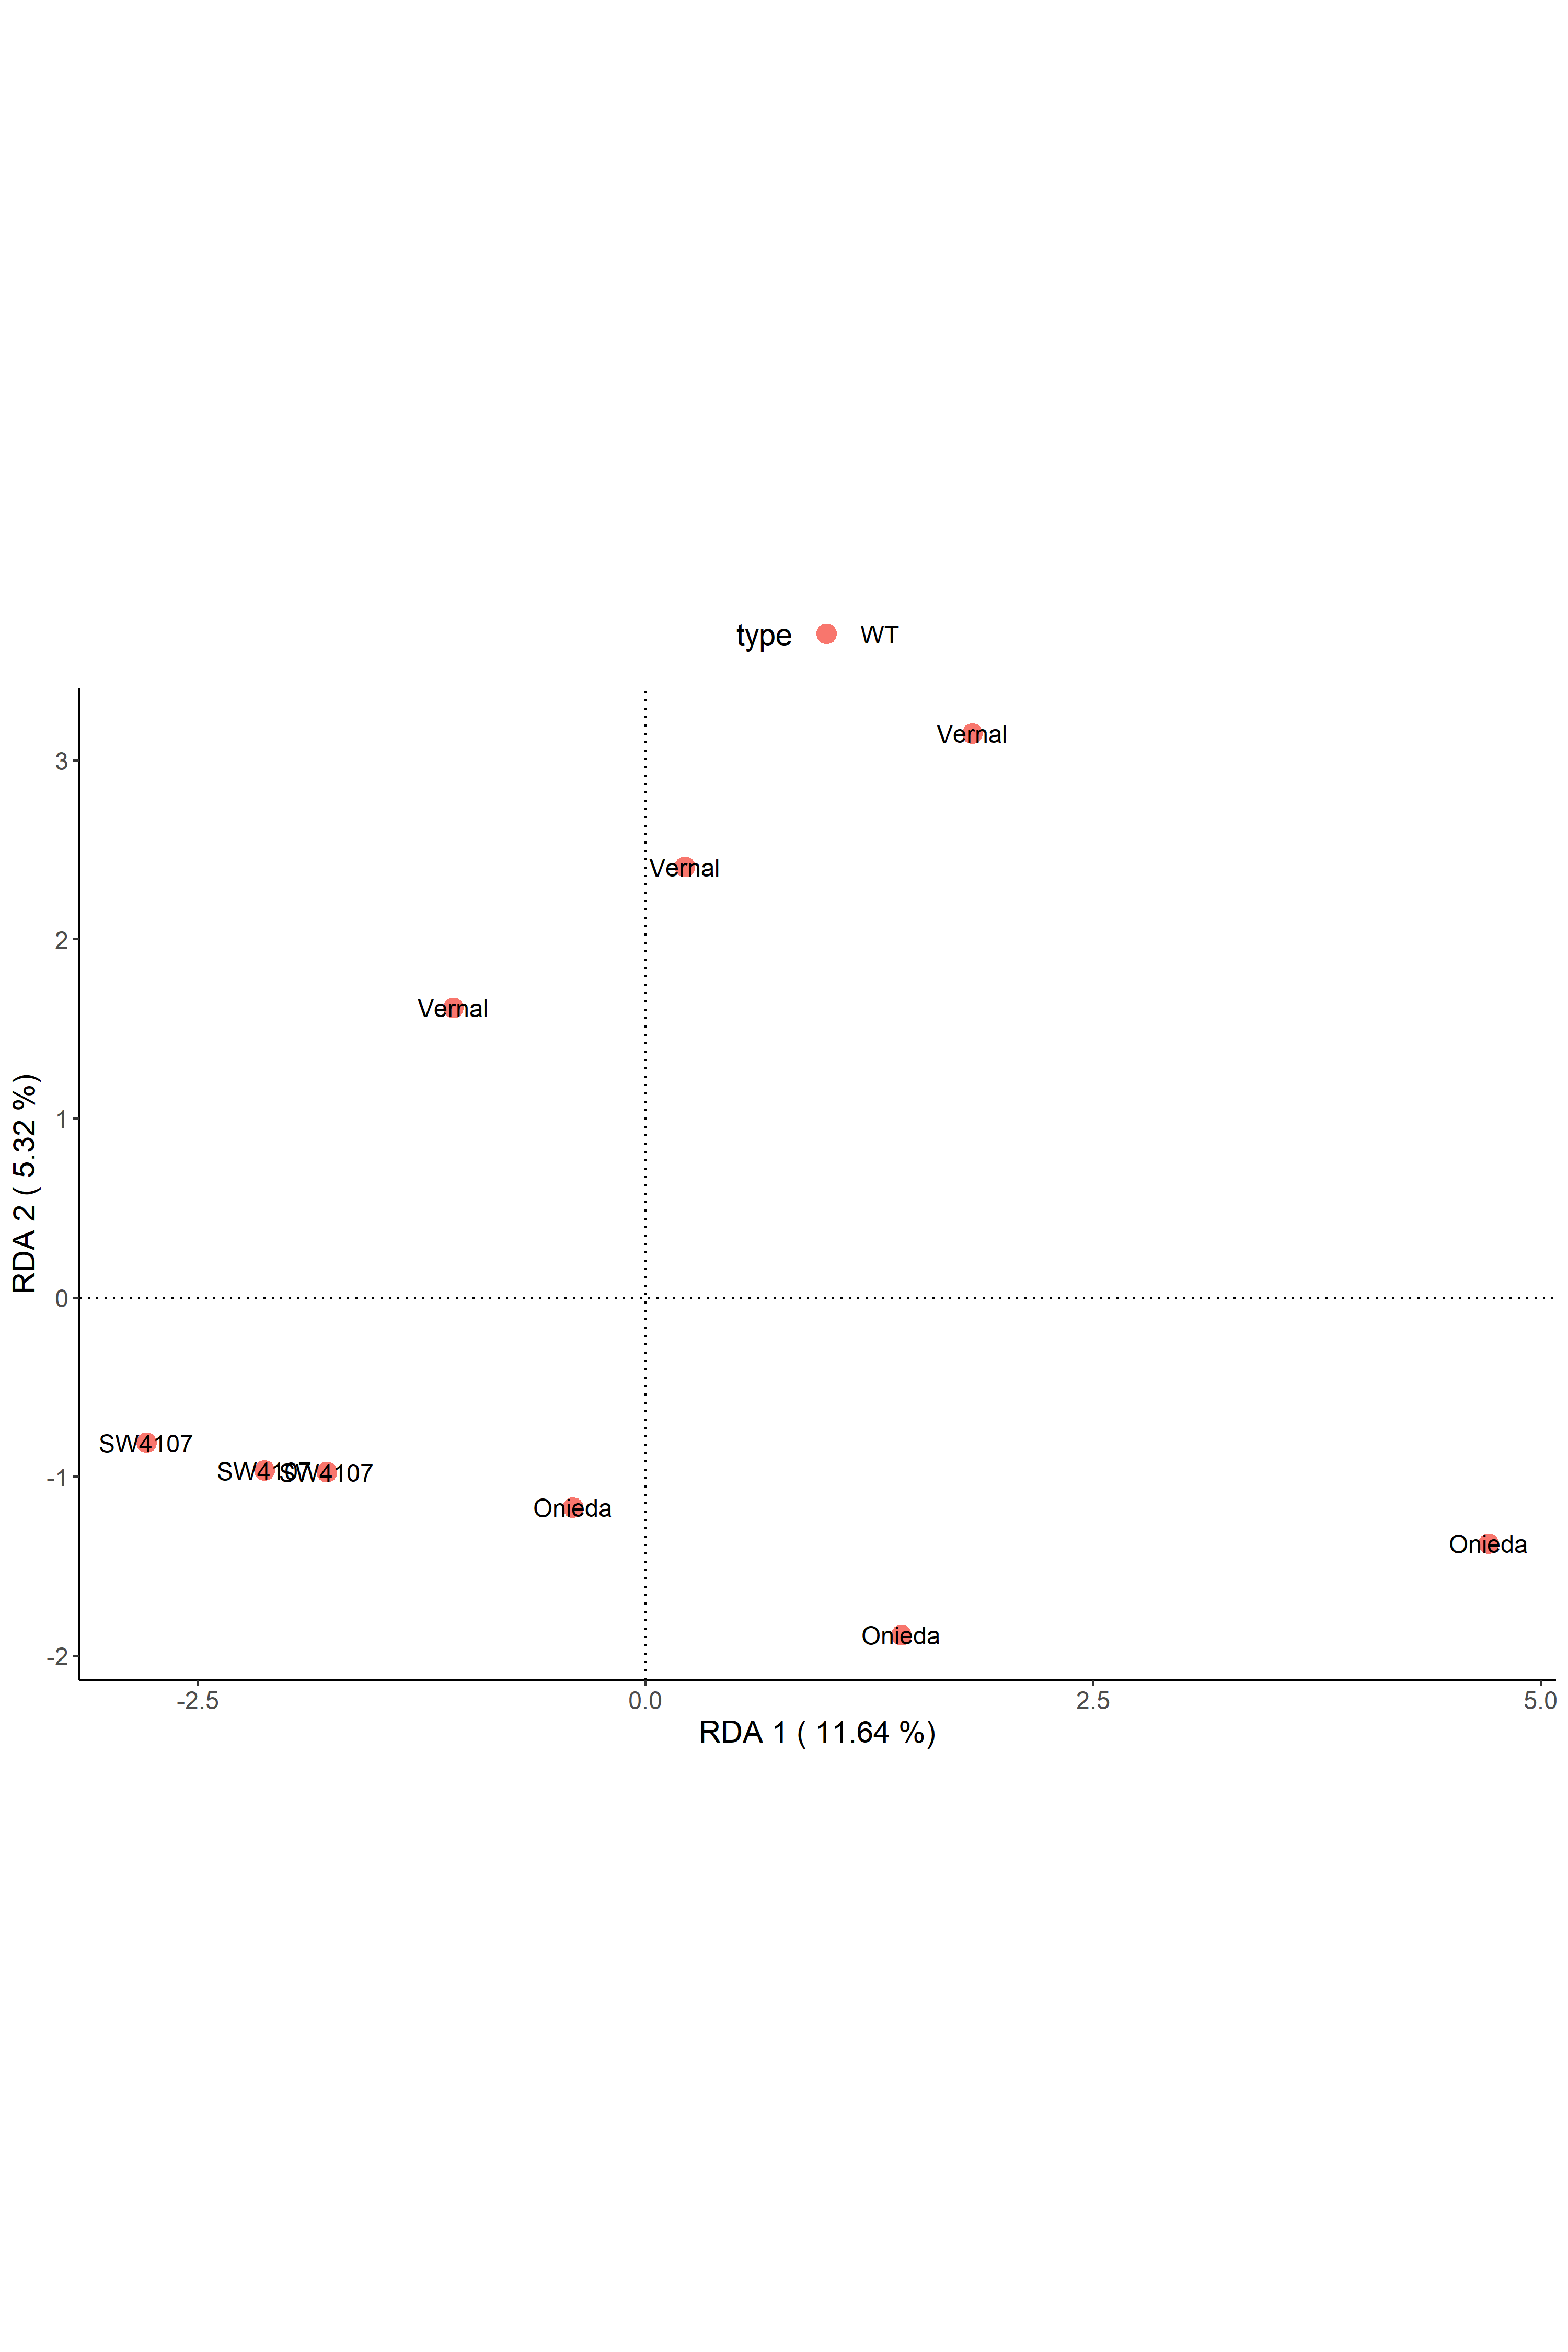 type WT
Vernal
3
Vernal
2
Vernal
1
RDA 2 ( 5.32 %)
0
SW4107
SW4107 SW4107
-1
Onieda
Onieda
Onieda
-2
-2.5 0.0 2.5 5.0
RDA 1 ( 11.64 %)